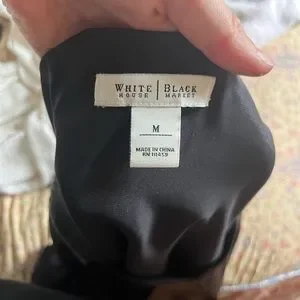 WHITE | BLACK
HOUSE | MARKET
M
MADE IN CHINA
RN 111459